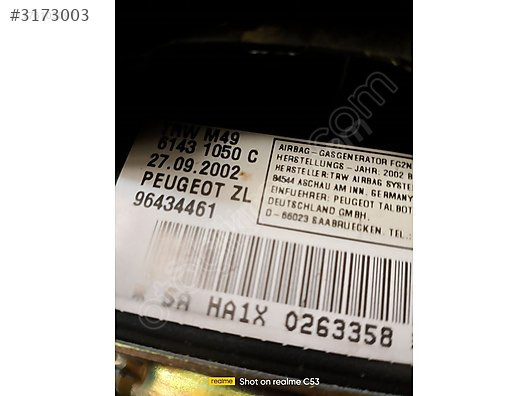 #3173003
TRW M49
6143 1050 C
27.09.2002
PEUGEOT ZL
96434461
AIRBAG-GASGENERATOR FG2N
HERSTELLUNGS-JAHR: 2002 B
HERSTELLER:TRW AIRBAG SYSTE
84544 ASCHAU AM INN, GERMANY
EINFUEHRER: PEUGEOT TALBOT
DEUTSCHLAND GMBH,
D-66023 SAABRUECKEN, TEL.:
* SA HA1X 0263358
realme Shot on realme C53